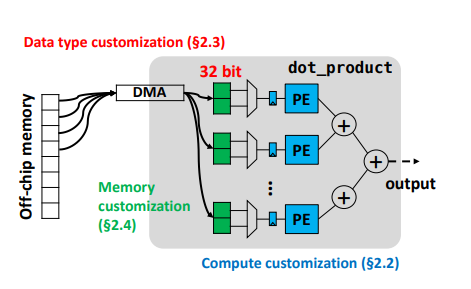 Data type customization (§2.3)
32 bit
dot_product
DMA
PE
Off-chip memory
+
PE
+
output
Memory
customization
(§2.4)
...
+
PE
Compute customization (§2.2)